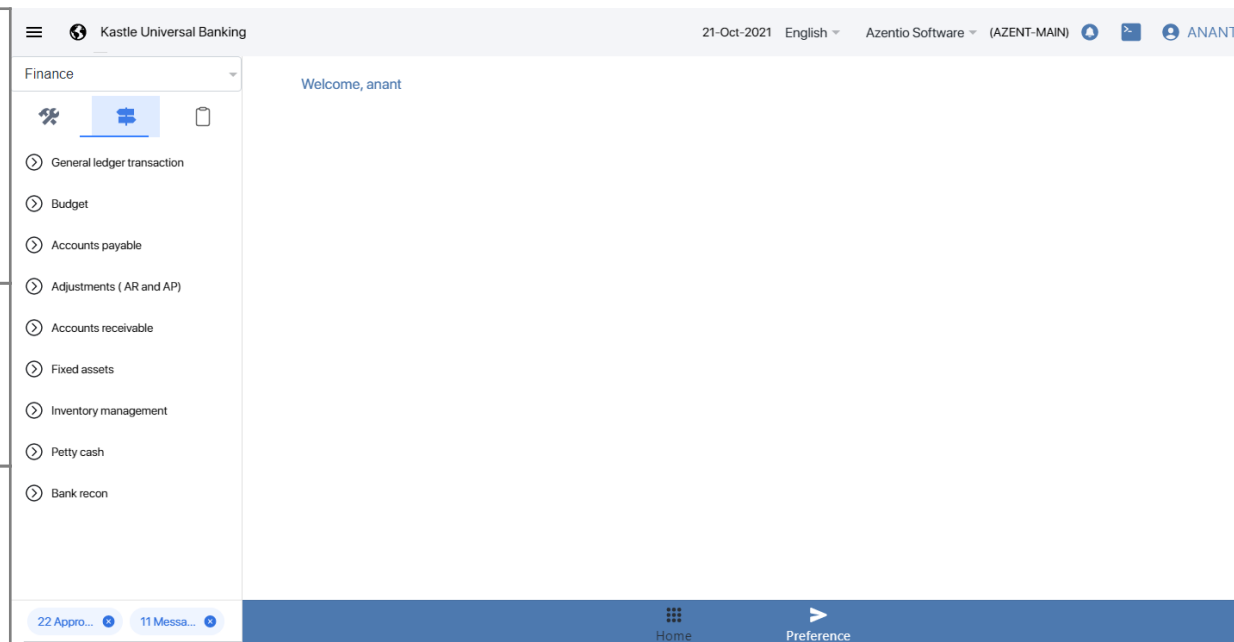 Kastle Universal Banking
21-Oct-2021 English Azentio Software (AZENT-MAIN) ANANT
Finance
Welcome, anant
General ledger transaction
Budget
Accounts payable
Adjustments ( AR and AP)
Accounts receivable
Fixed assets
Inventory management
Petty cash
Bank recon
22 Appro... 11 Messa...
Home Preference